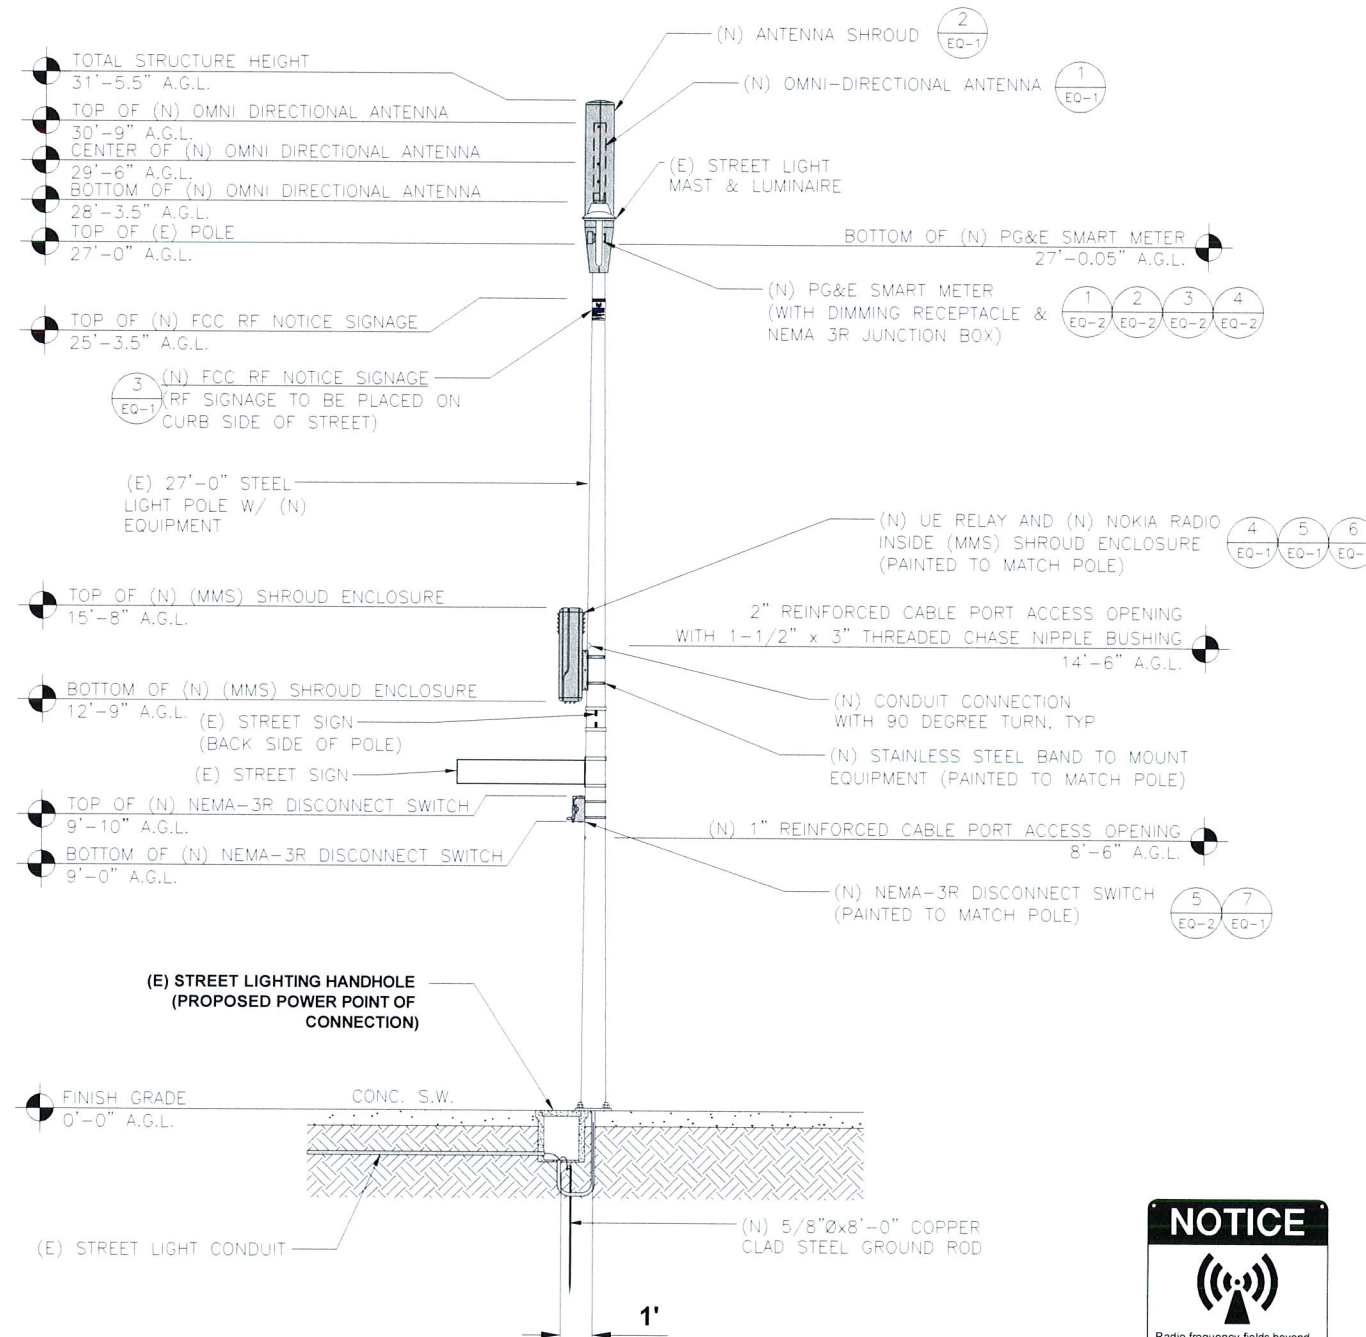 (N) ANTENNA SHROUD
2
EQ-1
TOTAL STRUCTURE HEIGHT
31'-5.5" A.G.L.
(N) OMNI-DIRECTIONAL ANTENNA
1
EQ-1
TOP OF (N) OMNI DIRECTIONAL ANTENNA
30'-9" A.G.L.
CENTER OF (N) OMNI DIRECTIONAL ANTENNA
29'-6" A.G.L.
(E) STREET LIGHT
MAST & LUMINAIRE
BOTTOM OF (N) OMNI DIRECTIONAL ANTENNA
28'-3.5" A.G.L.
TOP OF (E) POLE
27'-0" A.G.L.
BOTTOM OF (N) PG&E SMART METER
27'-0.05" A.G.L.
(N) PG&E SMART METER
(WITH DIMMING RECEPTACLE &
NEMA 3R JUNCTION BOX)
1 2 3 4
EQ-2 EQ-2 EQ-2 EQ-2
TOP OF (N) FCC RF NOTICE SIGNAGE
25'-3.5" A.G.L.
3
EQ-1
(N) FCC RF NOTICE SIGNAGE
(RF SIGNAGE TO BE PLACED ON
CURB SIDE OF STREET)
(E) 27'-0" STEEL
LIGHT POLE W/ (N)
EQUIPMENT
(N) UE RELAY AND (N) NOKIA RADIO
INSIDE (MMS) SHROUD ENCLOSURE
(PAINTED TO MATCH POLE)
4 5 6
EQ-1 EQ-1 EQ-
TOP OF (N) (MMS) SHROUD ENCLOSURE
15'-8" A.G.L.
2" REINFORCED CABLE PORT ACCESS OPENING
WITH 1-1/2" x 3" THREADED CHASE NIPPLE BUSHING
14'-6" A.G.L.
BOTTOM OF (N) (MMS) SHROUD ENCLOSURE
12'-9" A.G.L.
(N) CONDUIT CONNECTION
WITH 90 DEGREE TURN, TYP
(E) STREET SIGN
(BACK SIDE OF POLE)
(N) STAINLESS STEEL BAND TO MOUNT
EQUIPMENT (PAINTED TO MATCH POLE)
(E) STREET SIGN
TOP OF (N) NEMA-3R DISCONNECT SWITCH
9'-10" A.G.L.
(N) 1" REINFORCED CABLE PORT ACCESS OPENING
8'-6" A.G.L.
BOTTOM OF (N) NEMA-3R DISCONNECT SWITCH
9'-0" A.G.L.
(N) NEMA-3R DISCONNECT SWITCH
(PAINTED TO MATCH POLE)
5 7
EQ-2 EQ-1
(E) STREET LIGHTING HANDHOLE
(PROPOSED POWER POINT OF
CONNECTION)
FINISH GRADE
0'-0" A.G.L.
CONC. S.W.
(E) STREET LIGHT CONDUIT
(N) 5/8"Øx8'-0" COPPER
CLAD STEEL GROUND ROD
1'
NOTICE
Radio frequency fields beyond